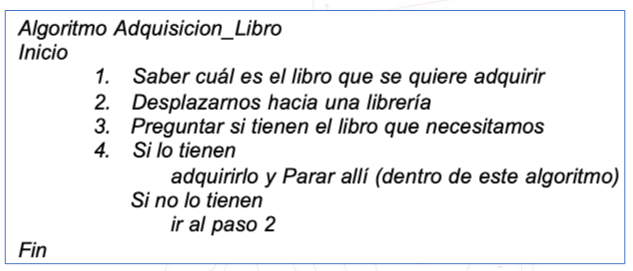 Algoritmo Adquisicion_Libro
Inicio
1. Saber cuál es el libro que se quiere adquirir
2. Desplazarnos hacia una librería
3. Preguntar si tienen el libro que necesitamos
4. Si lo tienen
adquirirlo y Parar allí (dentro de este algoritmo)
Si no lo tienen
ir al paso 2
Fin